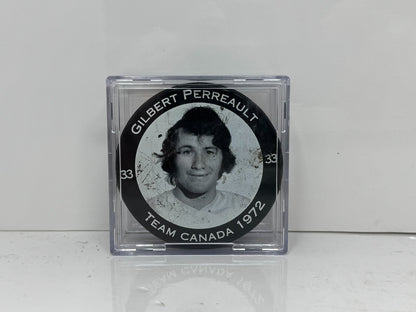 GILBERT PERREAULT
33 33
TEAM CANADA 1972